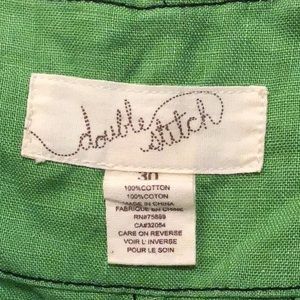 double
stitch
30
100%COTTON
100%COTON
MADE IN CHINA
FABRIQUE EN CHINE
RN#75889
CA#32054
CARE ON REVERSE
VOIR L'INVERSE
POUR LE SOIN